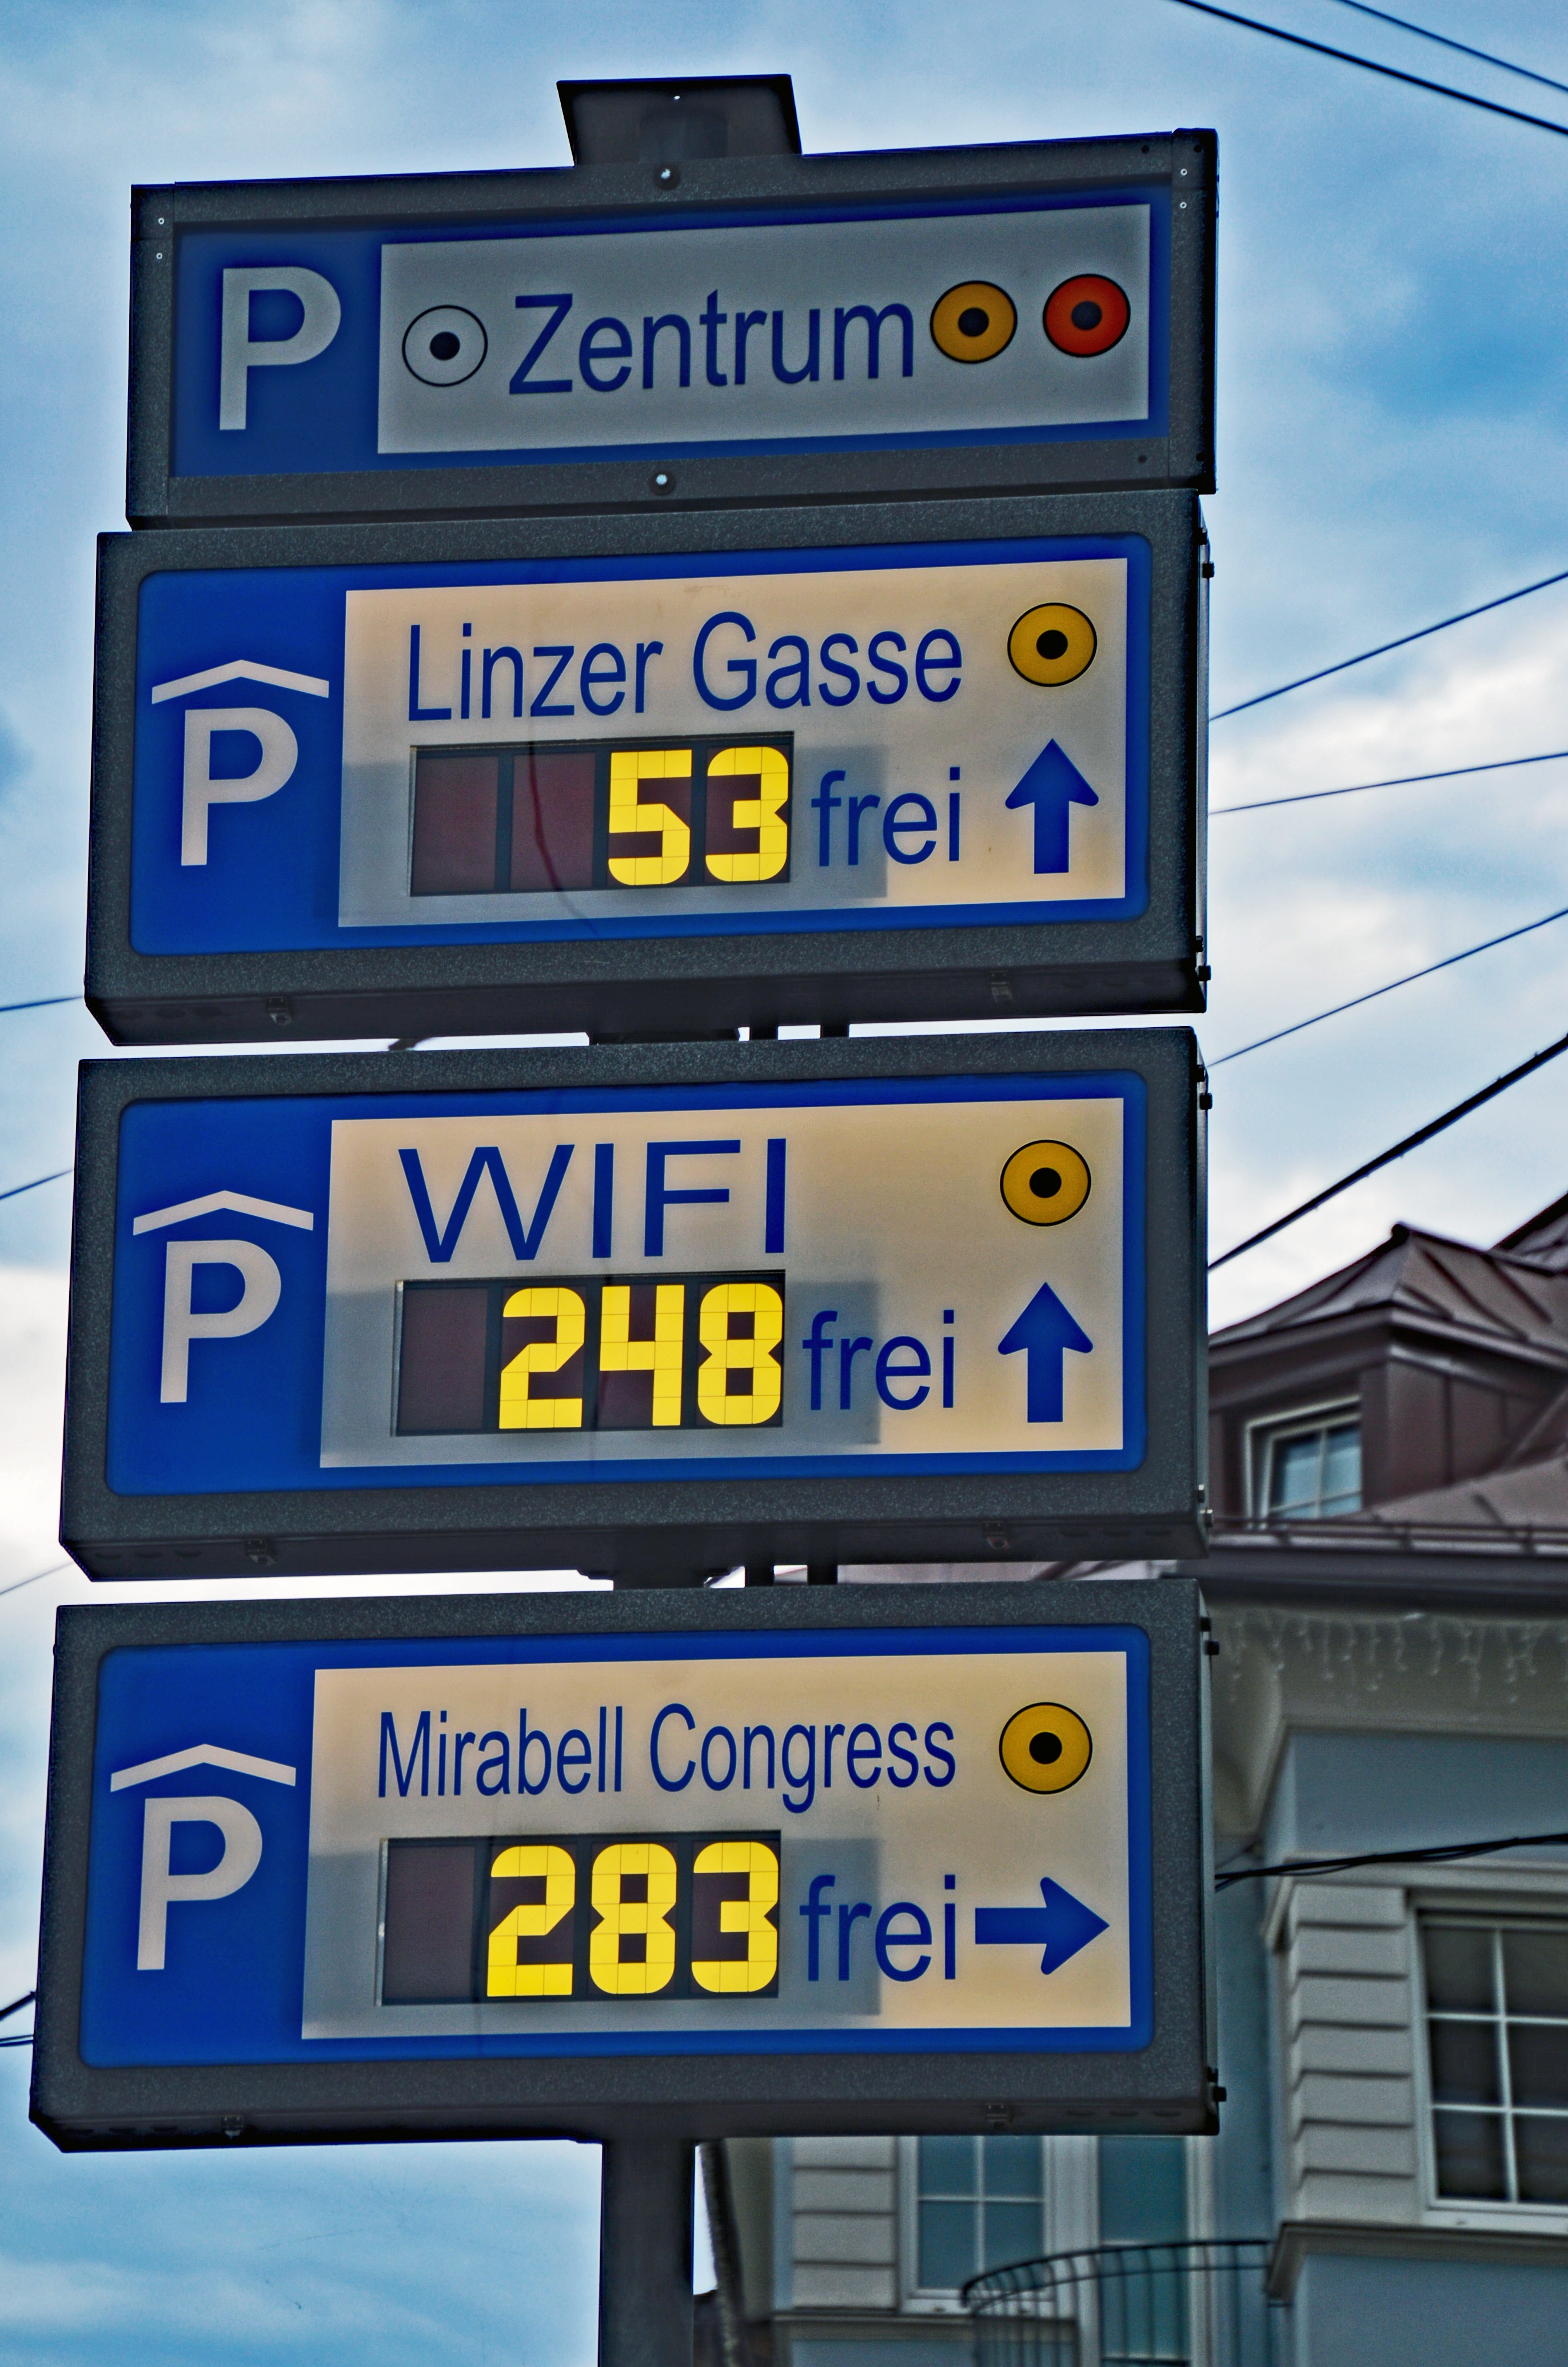 P Zentrum
Linzer Gasse
P 53 frei
WIFI
P 248 frei
Mirabell Congress
P 283 frei